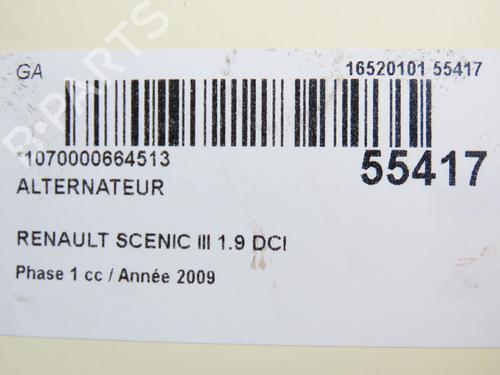 GA
16520101 55417
*1070000664513
55417
ALTERNATEUR
RENAULT SCENIC III 1.9 DCI
Phase 1 cc / Année 2009
B-PARTS